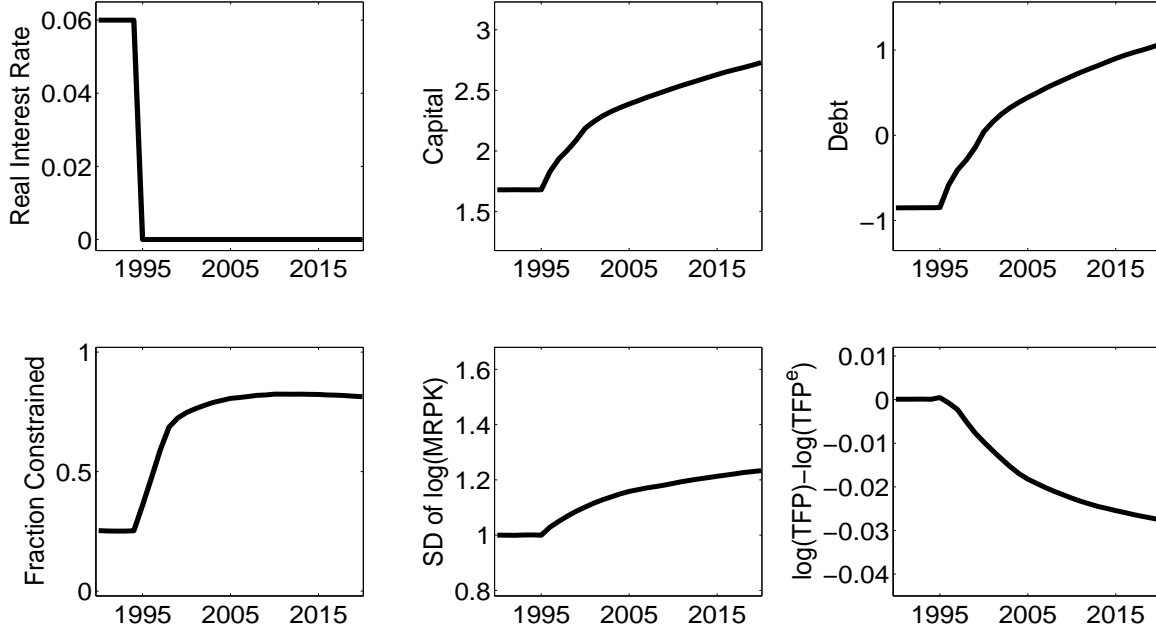 Real Interest Rate
0.06
0.04
0.02
0
1995 2005 2015
Capital
3
2.5
2
1.5
1995 2005 2015
Debt
1
0
−1
1995 2005 2015
Fraction Constrained
1
0.5
0
1995 2005 2015
SD of log(MRPK)
1.6
1.4
1.2
1
0.8
1995 2005 2015
log(TFP)−log(TFPᵉ)
0.01
0
−0.01
−0.02
−0.03
−0.04
1995 2005 2015